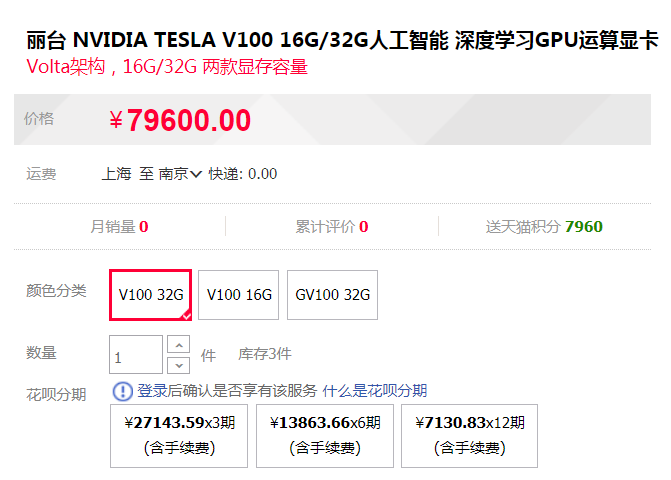 丽台 NVIDIA TESLA V100 16G/32G人工智能 深度学习GPU运算显卡
Volta架构，16G/32G 两款显存容量
价格 ¥79600.00
运费 上海 至 南京 快递: 0.00
月销量 0 累计评价 0 送天猫积分 7960
颜色分类 V100 32G V100 16G GV100 32G
数量 1 件 库存3件
花呗分期 登录后确认是否享有该服务 什么是花呗分期
¥27143.59x3期 ¥13863.66x6期 ¥7130.83x12期
(含手续费) (含手续费) (含手续费)